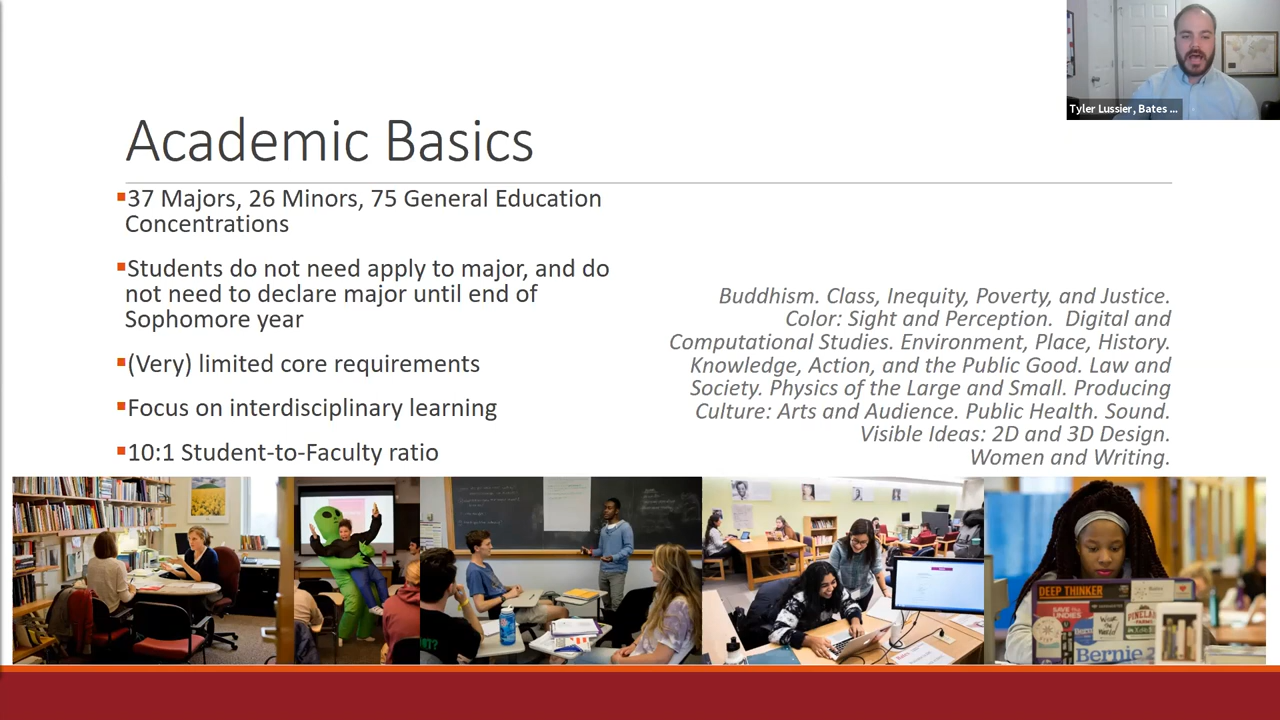 Tyler Lussier, Bates ...
Academic Basics
37 Majors, 26 Minors, 75 General Education
Concentrations
Students do not need apply to major, and do
not need to declare major until end of
Sophomore year
(Very) limited core requirements
Focus on interdisciplinary learning
10:1 Student-to-Faculty ratio
Buddhism. Class, Inequity, Poverty, and Justice.
Color: Sight and Perception. Digital and
Computational Studies. Environment, Place, History.
Knowledge, Action, and the Public Good. Law and
Society. Physics of the Large and Small. Producing
Culture: Arts and Audience. Public Health. Sound.
Visible Ideas: 2D and 3D Design.
Women and Writing.
DEEP THINKER
SAVE THE
UNDIES
Bernie